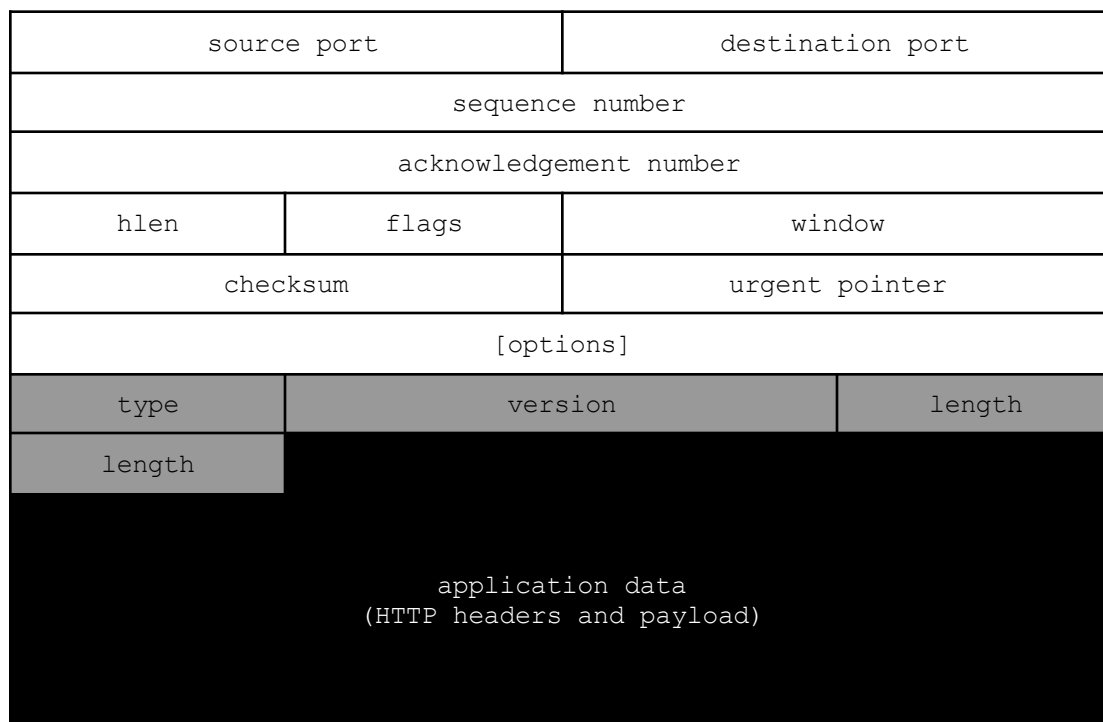 source port destination port
sequence number
acknowledgement number
hlen flags window
checksum urgent pointer
[options]
type version length
length
application data
(HTTP headers and payload)